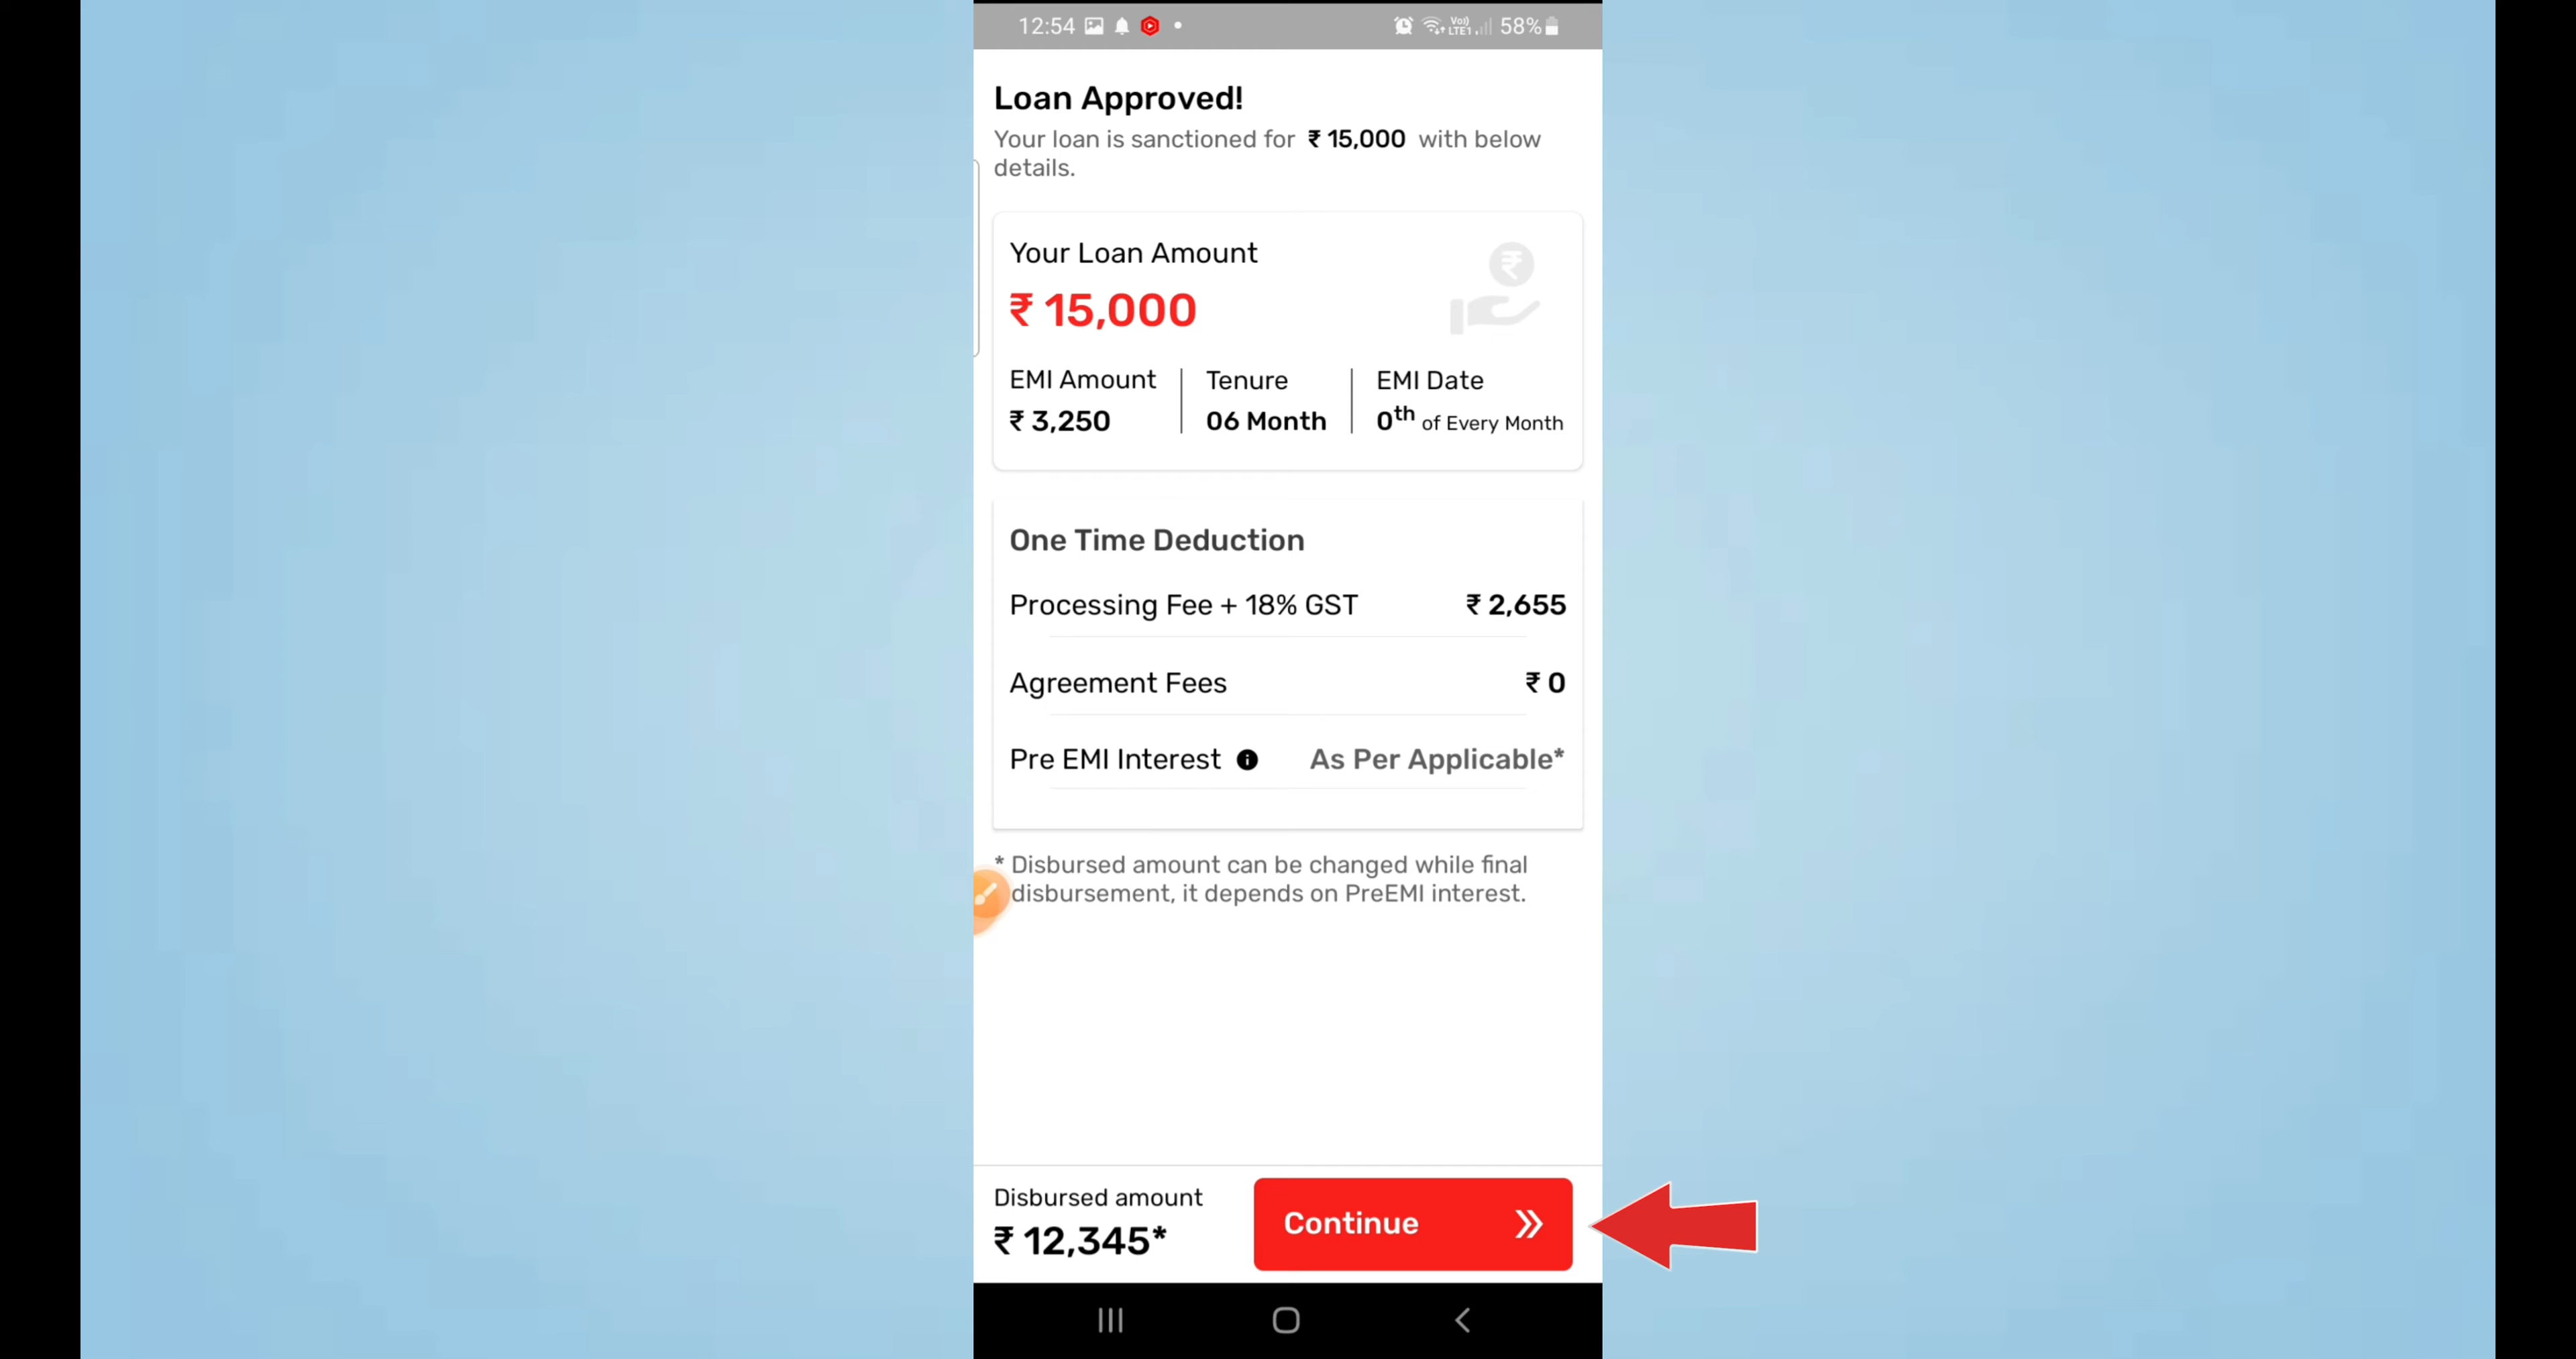 12:54 58%
Loan Approved!
Your loan is sanctioned for ₹ 15,000 with below
details.
Your Loan Amount
₹ 15,000
EMI Amount Tenure EMI Date
₹ 3,250 06 Month 0th of Every Month
One Time Deduction
Processing Fee + 18% GST ₹ 2,655
Agreement Fees ₹ 0
Pre EMI Interest As Per Applicable*
* Disbursed amount can be changed while final
disbursement, it depends on PreEMI interest.
Disbursed amount
₹ 12,345*
Continue